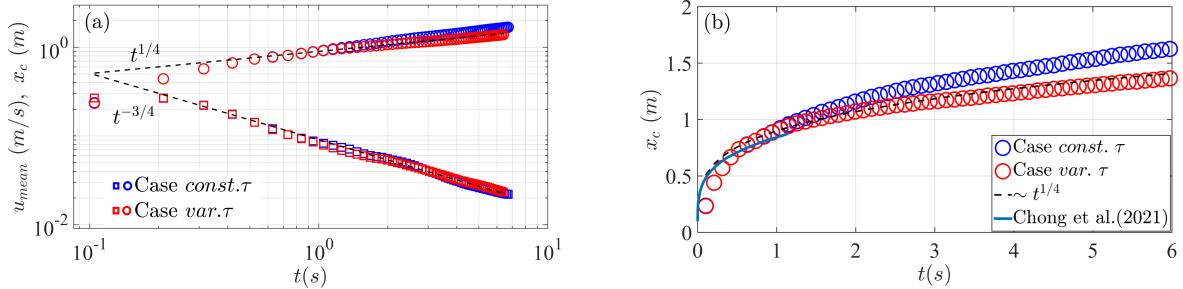 (a)
u_mean (m/s), x_c (m)
10^0
10^-2
t^1/4
t^-3/4
Case const.τ
Case var.τ
10^-1
10^0
10^1
t(s)
(b)
x_c (m)
2
1.5
1
0.5
0
Case const. τ
Case var. τ
~ t^1/4
Chong et al.(2021)
0
1
2
3
4
5
6
t(s)